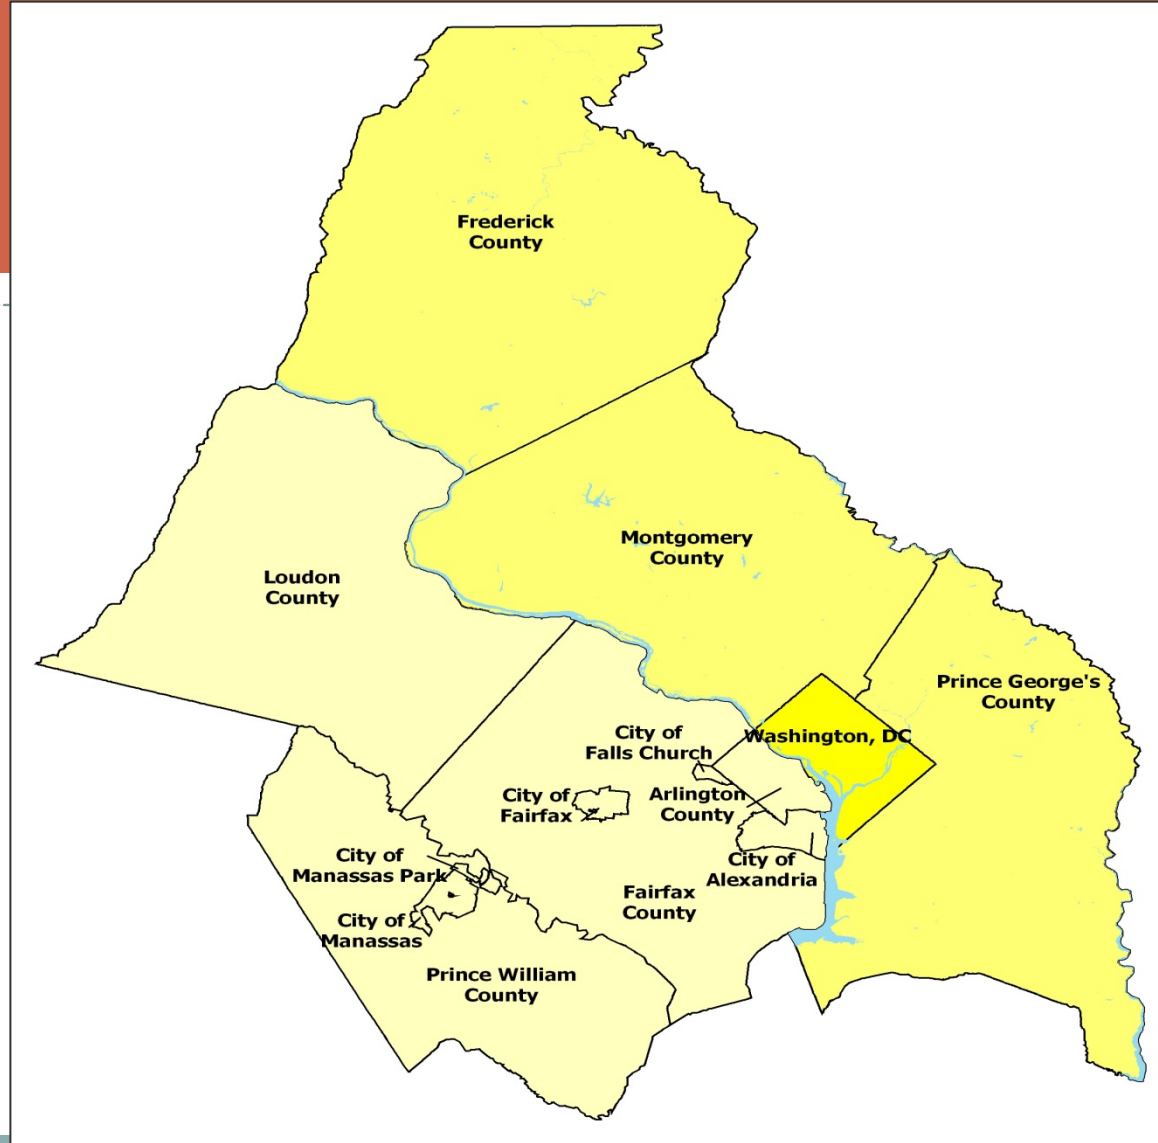 Frederick
County
Montgomery
County
Loudon
County
Prince George's
County
Washington, DC
City of
Falls Church
City of
Fairfax
Arlington
County
City of
Manassas Park
City of
Alexandria
Fairfax
County
City of
Manassas
Prince William
County